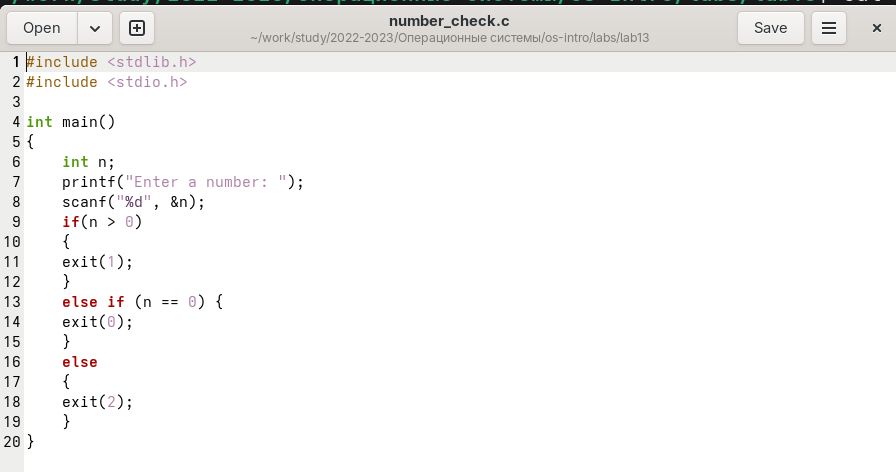 Open
number_check.c
~/work/study/2022-2023/Операционные системы/os-intro/labs/lab13
Save
1 #include <stdlib.h>
2 #include <stdio.h>
3
4 int main()
5 {
6     int n;
7     printf("Enter a number: ");
8     scanf("%d", &n);
9     if(n > 0)
10     {
11     exit(1);
12     }
13     else if (n == 0) {
14     exit(0);
15     }
16     else
17     {
18     exit(2);
19     }
20 }